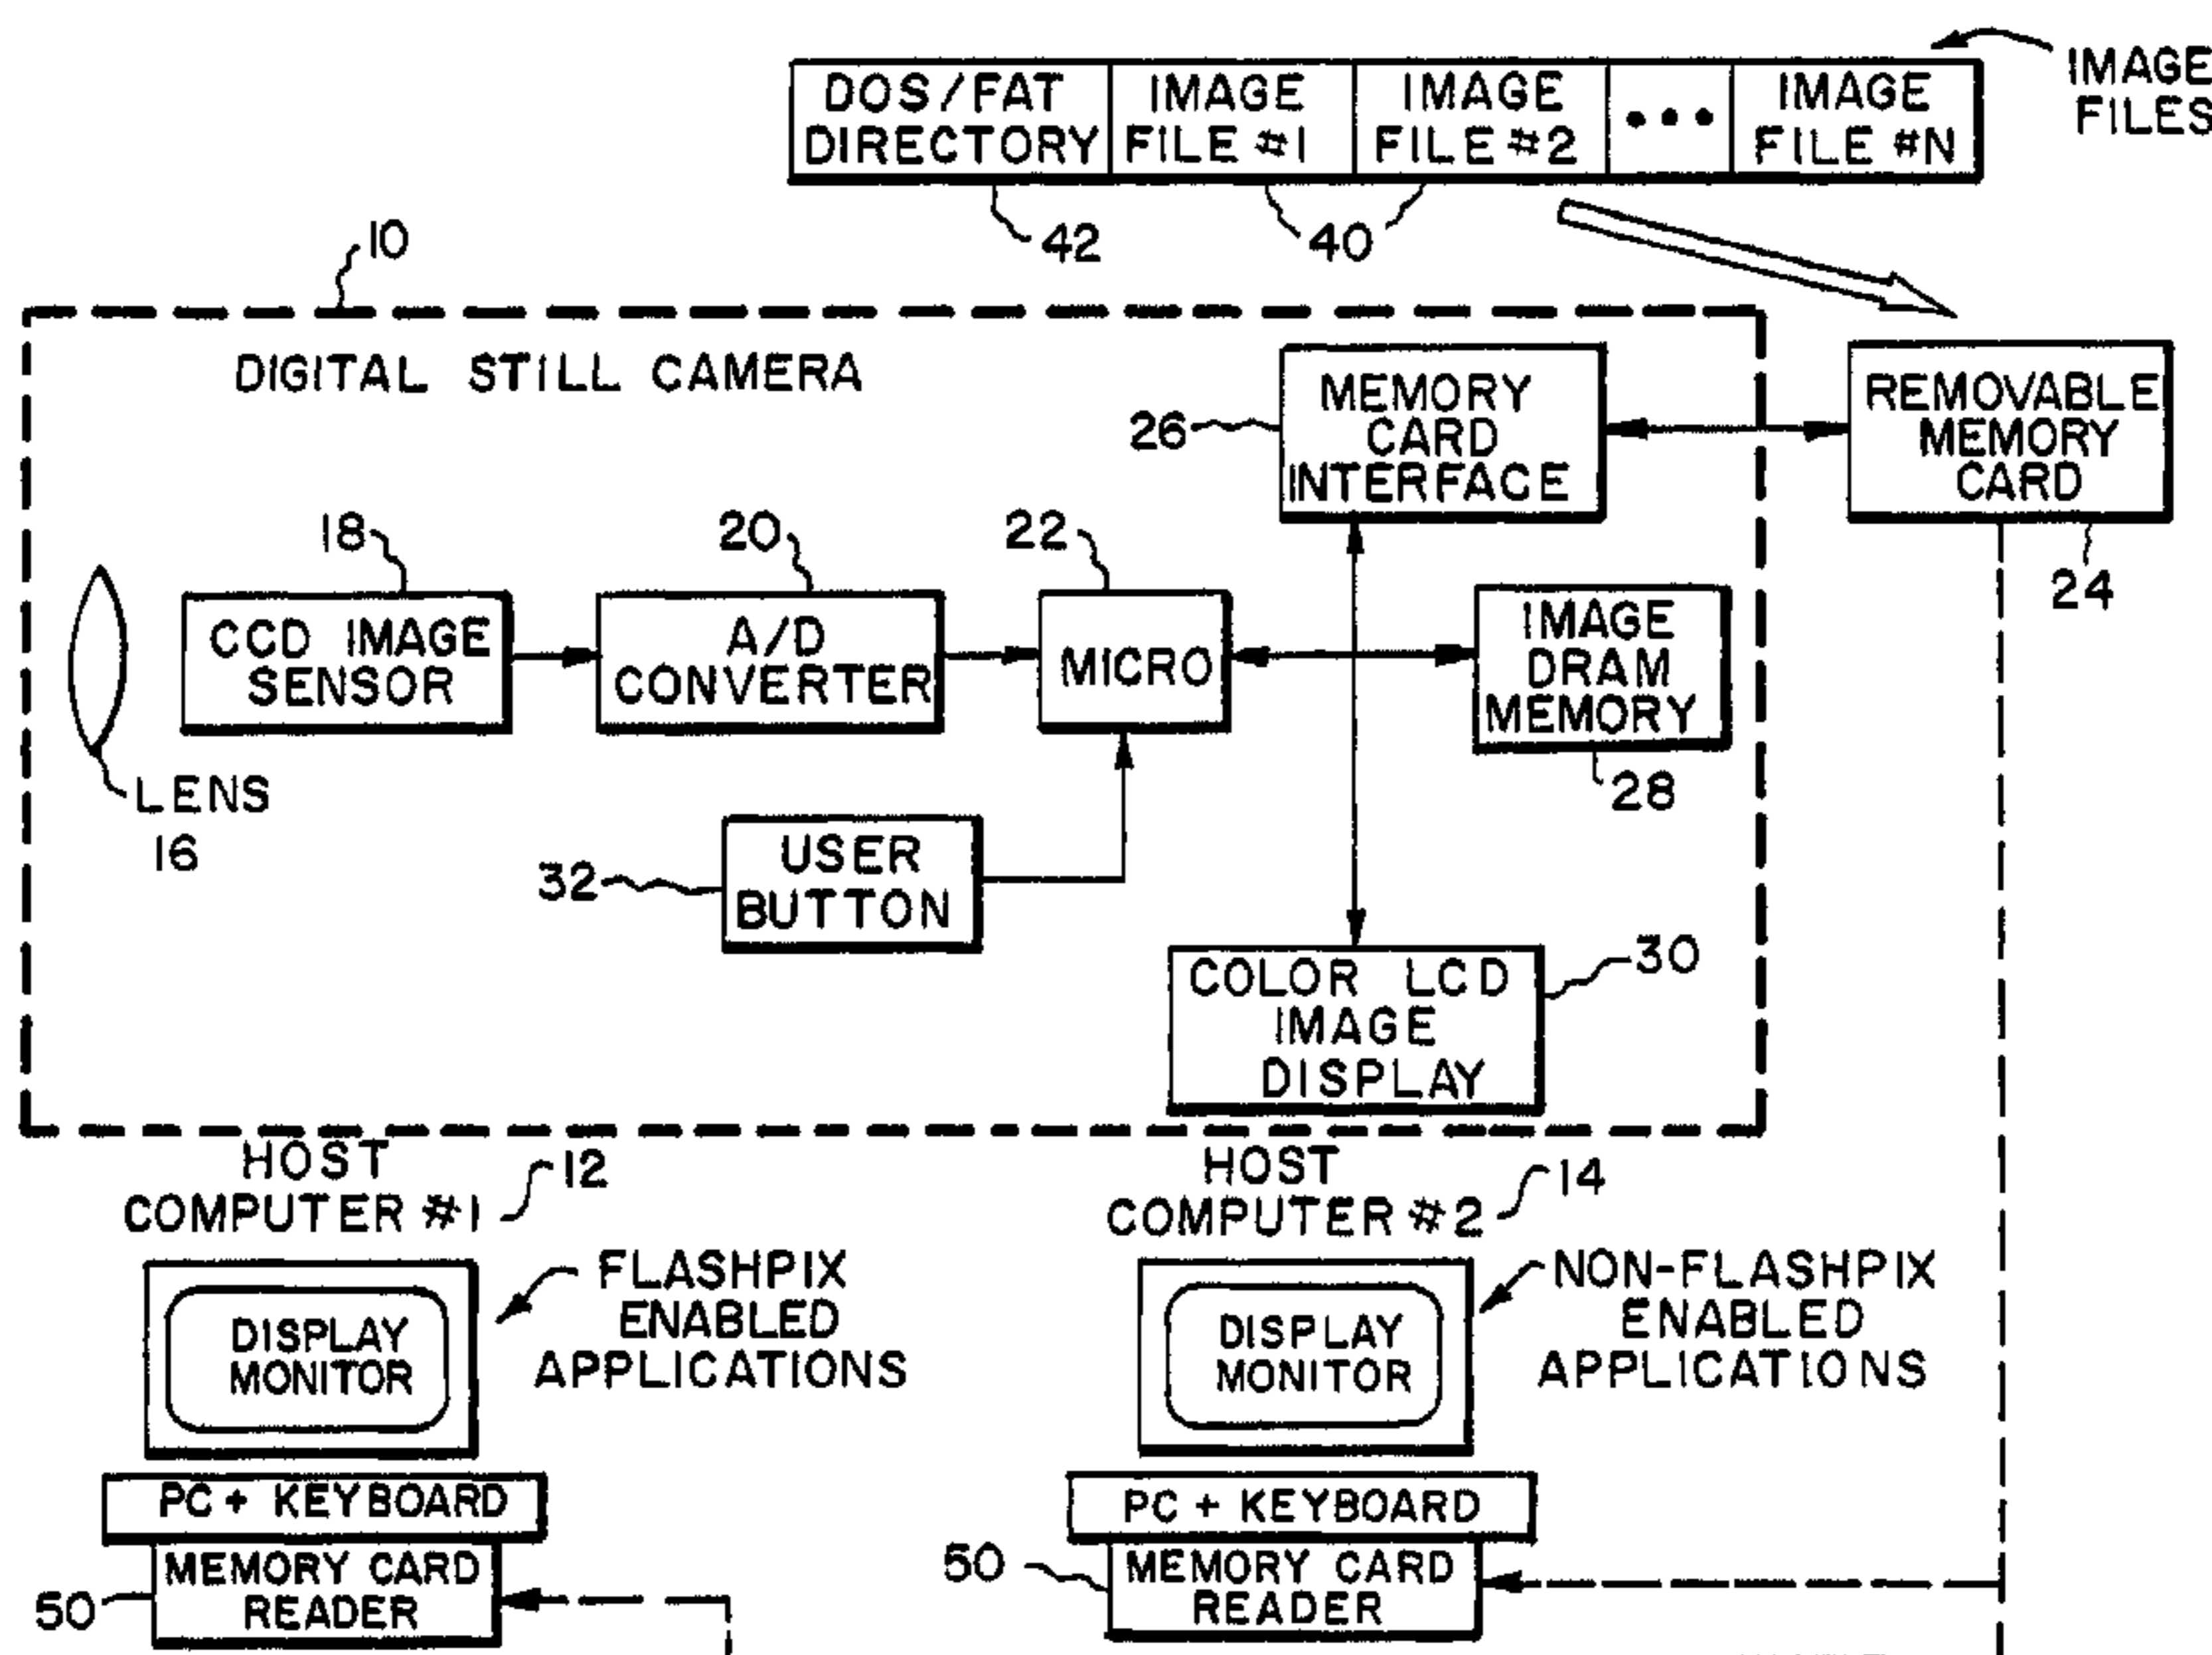 IMAGE
FILES
DOS/FAT
DIRECTORY
IMAGE
FILE #1
IMAGE
FILE #2
•••
IMAGE
FILE #N
42
40
10
DIGITAL STILL CAMERA
MEMORY
CARD
INTERFACE
26
REMOVABLE
MEMORY
CARD
24
18
CCD IMAGE
SENSOR
20
A/D
CONVERTER
22
MICRO
IMAGE
DRAM
MEMORY
28
LENS
16
32
USER
BUTTON
30
COLOR LCD
IMAGE
DISPLAY
HOST
COMPUTER #1
12
FLASHPIX
ENABLED
APPLICATIONS
DISPLAY
MONITOR
PC + KEYBOARD
MEMORY CARD
READER
50
HOST
COMPUTER #2
14
NON-FLASHPIX
ENABLED
APPLICATIONS
DISPLAY
MONITOR
PC + KEYBOARD
MEMORY CARD
READER
50